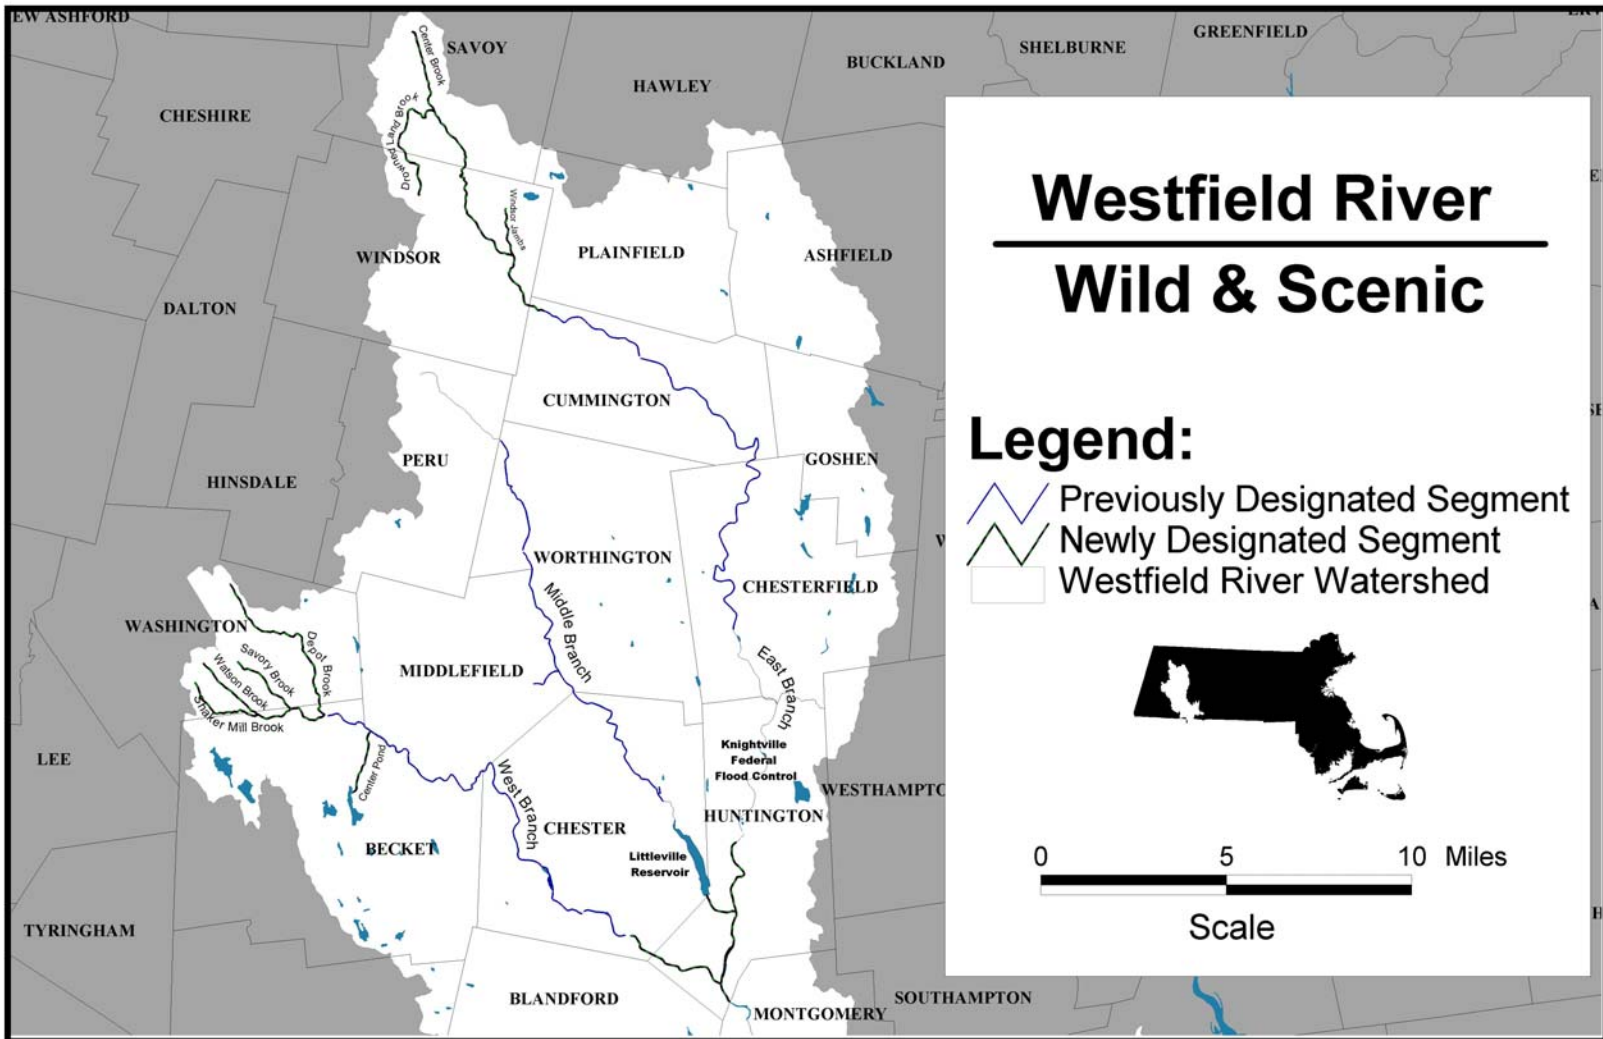 EW ASHFORD
SAVOY
SHELBURNE
GREENFIELD
BUCKLAND
HAWLEY
CHESHIRE
Center Brook
Drowned Land Brook
Windsor Jambs
WINDSOR
PLAINFIELD
ASHFIELD
DALTON
CUMMINGTON
PERU
GOSHEN
HINSDALE
WORTHINGTON
CHESTERFIELD
Middle Branch
WASHINGTON
Depot Brook
Savory Brook
Watson Brook
Shaker Mill Brook
MIDDLEFIELD
East Branch
LEE
Center Pond
Knightville
Federal
Flood Control
WESTHAMPTO
HUNTINGTON
West Branch
CHESTER
BECKET
Littleville
Reservoir
TYRINGHAM
BLANDFORD
MONTGOMERY
SOUTHAMPTON
Westfield River
Wild & Scenic
Legend:
Previously Designated Segment
Newly Designated Segment
Westfield River Watershed
0 5 10 Miles
Scale